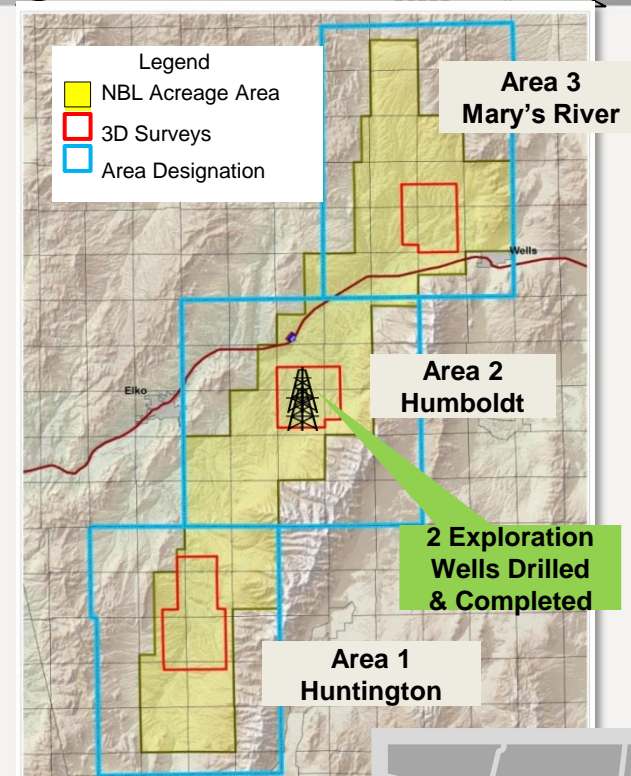 Legend
NBL Acreage Area
3D Surveys
Area Designation
Area 3
Mary's River
Wells
Area 2
Humboldt
Elko
2 Exploration
Wells Drilled
& Completed
Area 1
Huntington